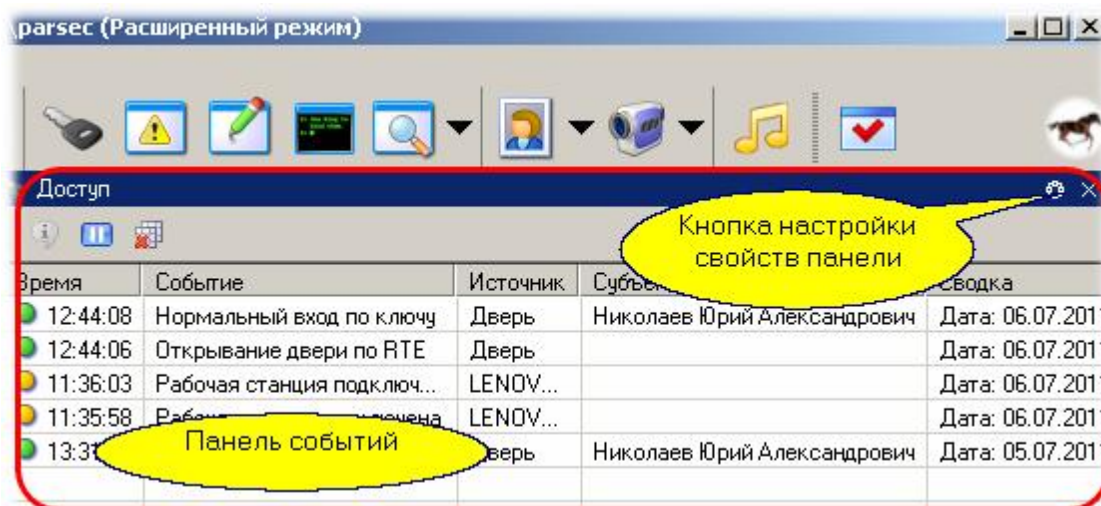 \parsec (Расширенный режим)
Доступ
Кнопка настройки
свойств панели
Время Событие Источник Сводка
12:44:08 Нормальный вход по ключу Дверь Николаев Юрий Александрович Дата: 06.07.201
12:44:06 Открывание двери по RTE Дверь Дата: 06.07.201
11:36:03 Рабочая станция подключ... LENOV... Дата: 06.07.201
11:35:58 LENOV... Дата: 06.07.201
Дверь Николаев Юрий Александрович Дата: 05.07.201
Панель событий